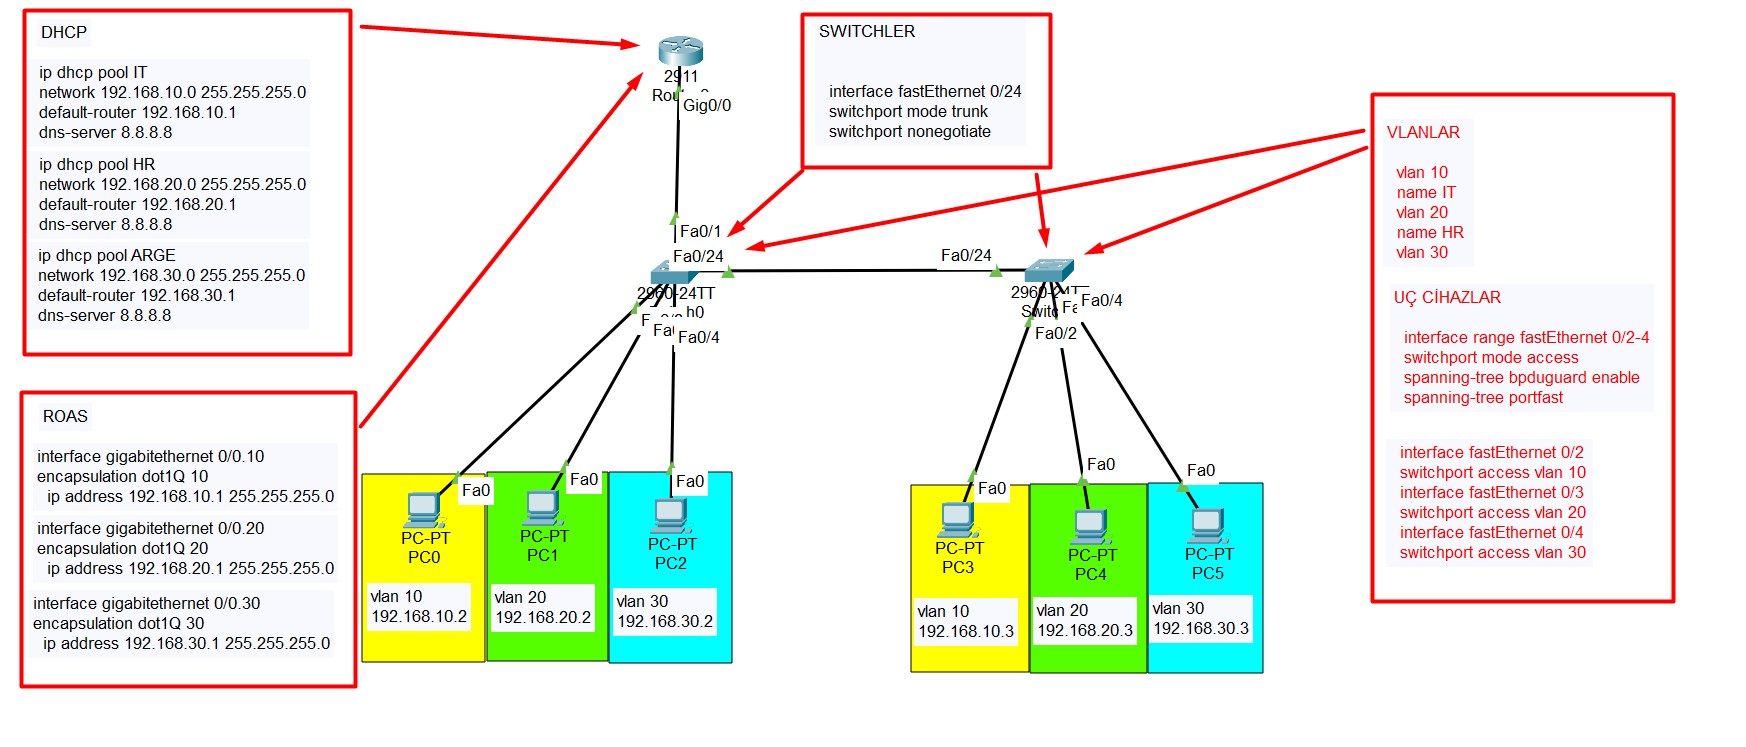 DHCP
ip dhcp pool IT
network 192.168.10.0 255.255.255.0
default-router 192.168.10.1
dns-server 8.8.8.8
ip dhcp pool HR
network 192.168.20.0 255.255.255.0
default-router 192.168.20.1
dns-server 8.8.8.8
ip dhcp pool ARGE
network 192.168.30.0 255.255.255.0
default-router 192.168.30.1
dns-server 8.8.8.8
ROAS
interface gigabitethernet 0/0.10
encapsulation dot1Q 10
ip address 192.168.10.1 255.255.255.0
interface gigabitethernet 0/0.20
encapsulation dot1Q 20
ip address 192.168.20.1 255.255.255.0
interface gigabitethernet 0/0.30
encapsulation dot1Q 30
ip address 192.168.30.1 255.255.255.0
2911
Gig0/0
SWITCHLER
interface fastEthernet 0/24
switchport mode trunk
switchport nonegotiate
Fa0/1
Fa0/24
Fa0/24
2960-24TT
Fa0/4
Fa0/4
Fa0/2
VLANLAR
vlan 10
name IT
vlan 20
name HR
vlan 30
UÇ CİHAZLAR
interface range fastEthernet 0/2-4
switchport mode access
spanning-tree bpduguard enable
spanning-tree portfast
interface fastEthernet 0/2
switchport access vlan 10
interface fastEthernet 0/3
switchport access vlan 20
interface fastEthernet 0/4
switchport access vlan 30
Fa0
PC-PT
PC0
vlan 10
192.168.10.2
Fa0
PC-PT
PC1
vlan 20
192.168.20.2
Fa0
PC-PT
PC2
vlan 30
192.168.30.2
Fa0
PC-PT
PC3
vlan 10
192.168.10.3
Fa0
PC-PT
PC4
vlan 20
192.168.20.3
Fa0
PC-PT
PC5
vlan 30
192.168.30.3